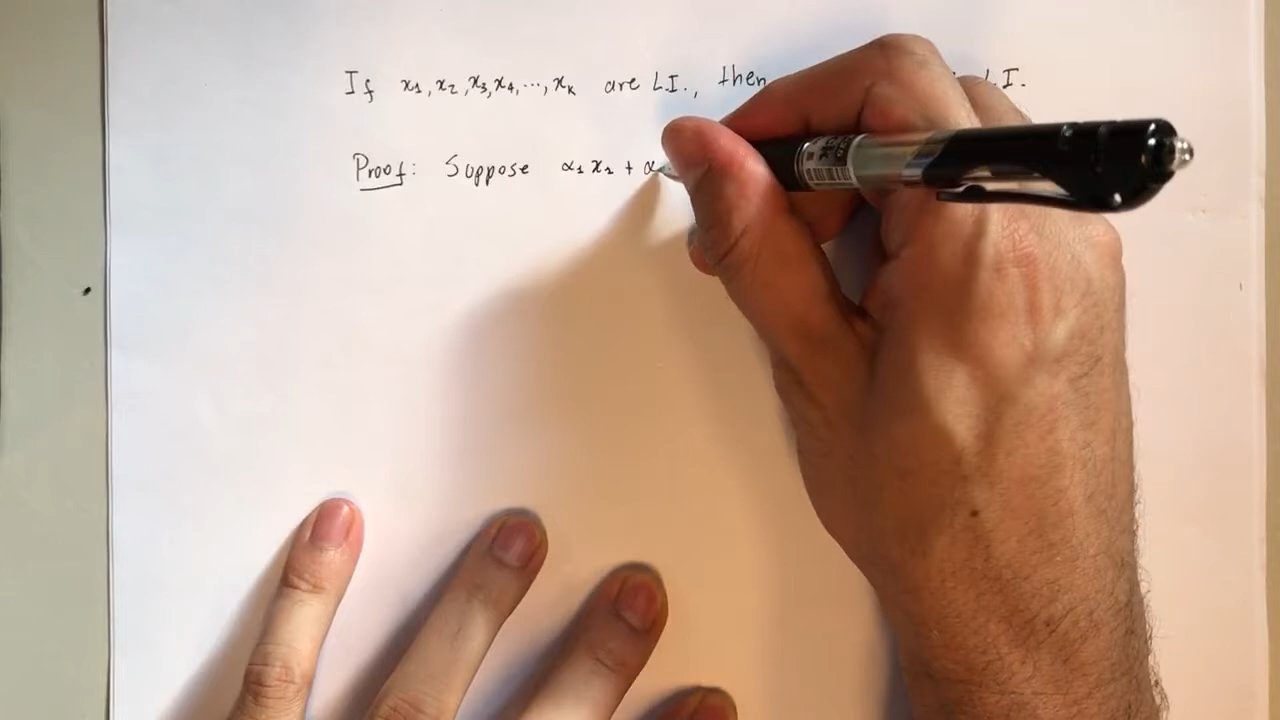 If x₁, x₂, x₃, x₄, ..., xₖ are L.I., then L.I.
Proof: Suppose α₁ x₁ + α